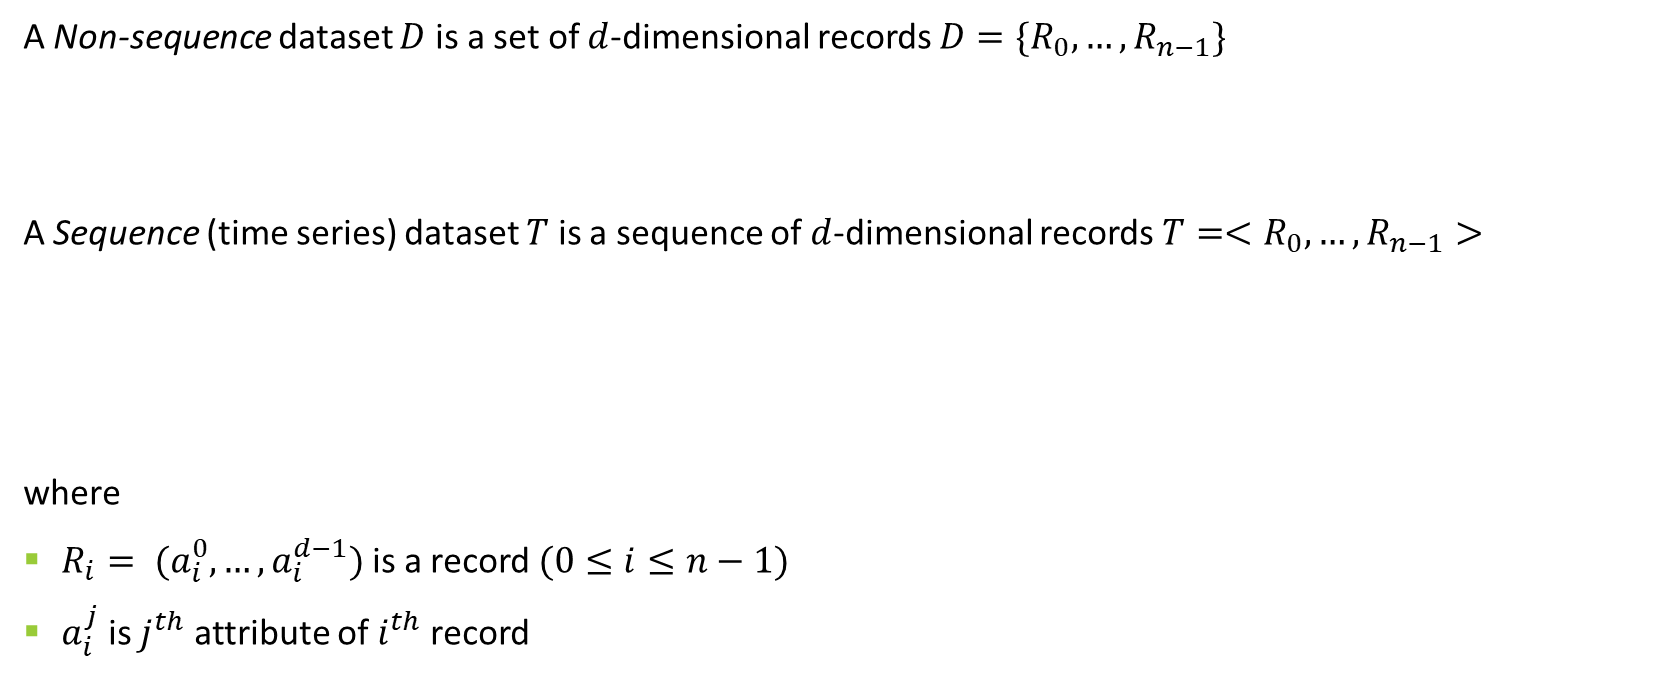 A Non-sequence dataset D is a set of d-dimensional records D = {R₀, … , Rₙ₋₁}
A Sequence (time series) dataset T is a sequence of d-dimensional records T =< R₀, … , Rₙ₋₁ >
where
▪ Rᵢ = (aᵢ⁰, … , aᵢᵈ⁻¹) is a record (0 ≤ i ≤ n − 1)
▪ aᵢʲ is jᵗʰ attribute of iᵗʰ record